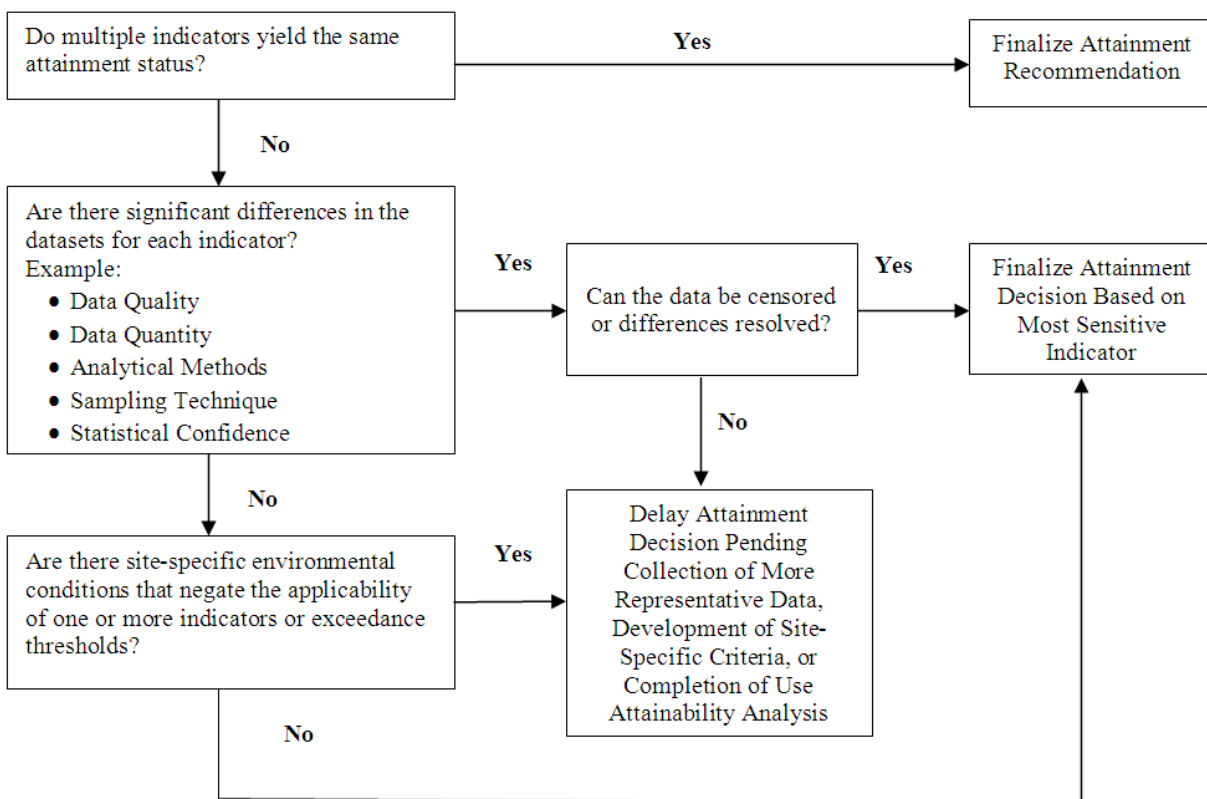 Do multiple indicators yield the same
attainment status?
Yes
Finalize Attainment
Recommendation
No
Are there significant differences in the
datasets for each indicator?
Example:
● Data Quality
● Data Quantity
● Analytical Methods
● Sampling Technique
● Statistical Confidence
Yes
Can the data be censored
or differences resolved?
Yes
Finalize Attainment
Decision Based on
Most Sensitive
Indicator
No
No
Are there site-specific environmental
conditions that negate the applicability
of one or more indicators or exceedance
thresholds?
Yes
Delay Attainment
Decision Pending
Collection of More
Representative Data,
Development of Site-
Specific Criteria, or
Completion of Use
Attainability Analysis
No